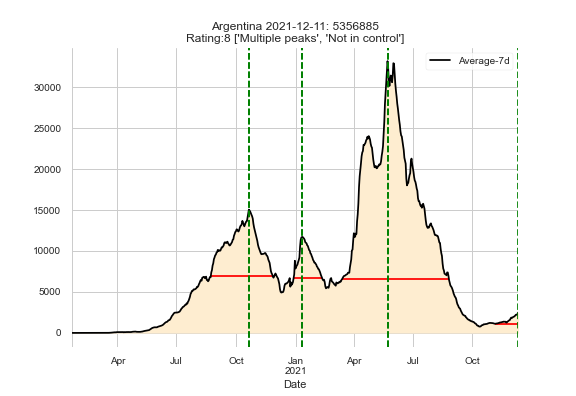 Argentina 2021-12-11: 5356885
Rating:8 ['Multiple peaks', 'Not in control']
Average-7d
30000
25000
20000
15000
10000
5000
0
Apr Jul Oct Jan Apr Jul Oct
2021
Date